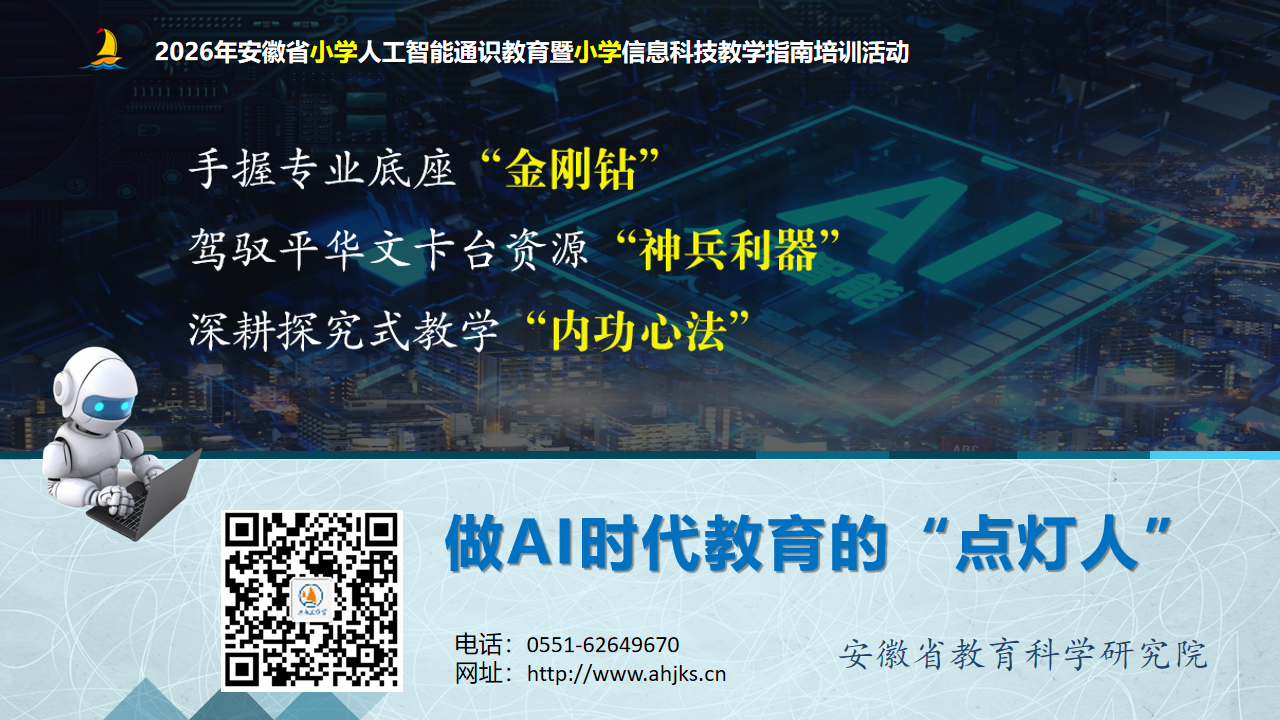 2026年安徽省小学人工智能通识教育暨小学信息科技教学指南培训活动
手握专业底座“金刚钻”
驾驭平华文卡台资源“神兵利器”
深耕探究式教学“内功心法”
AI
智能
ABC
做AI时代教育的“点灯人”
电话：0551-62649670
网址：http://www.ahjks.cn
安徽省教育科学研究院